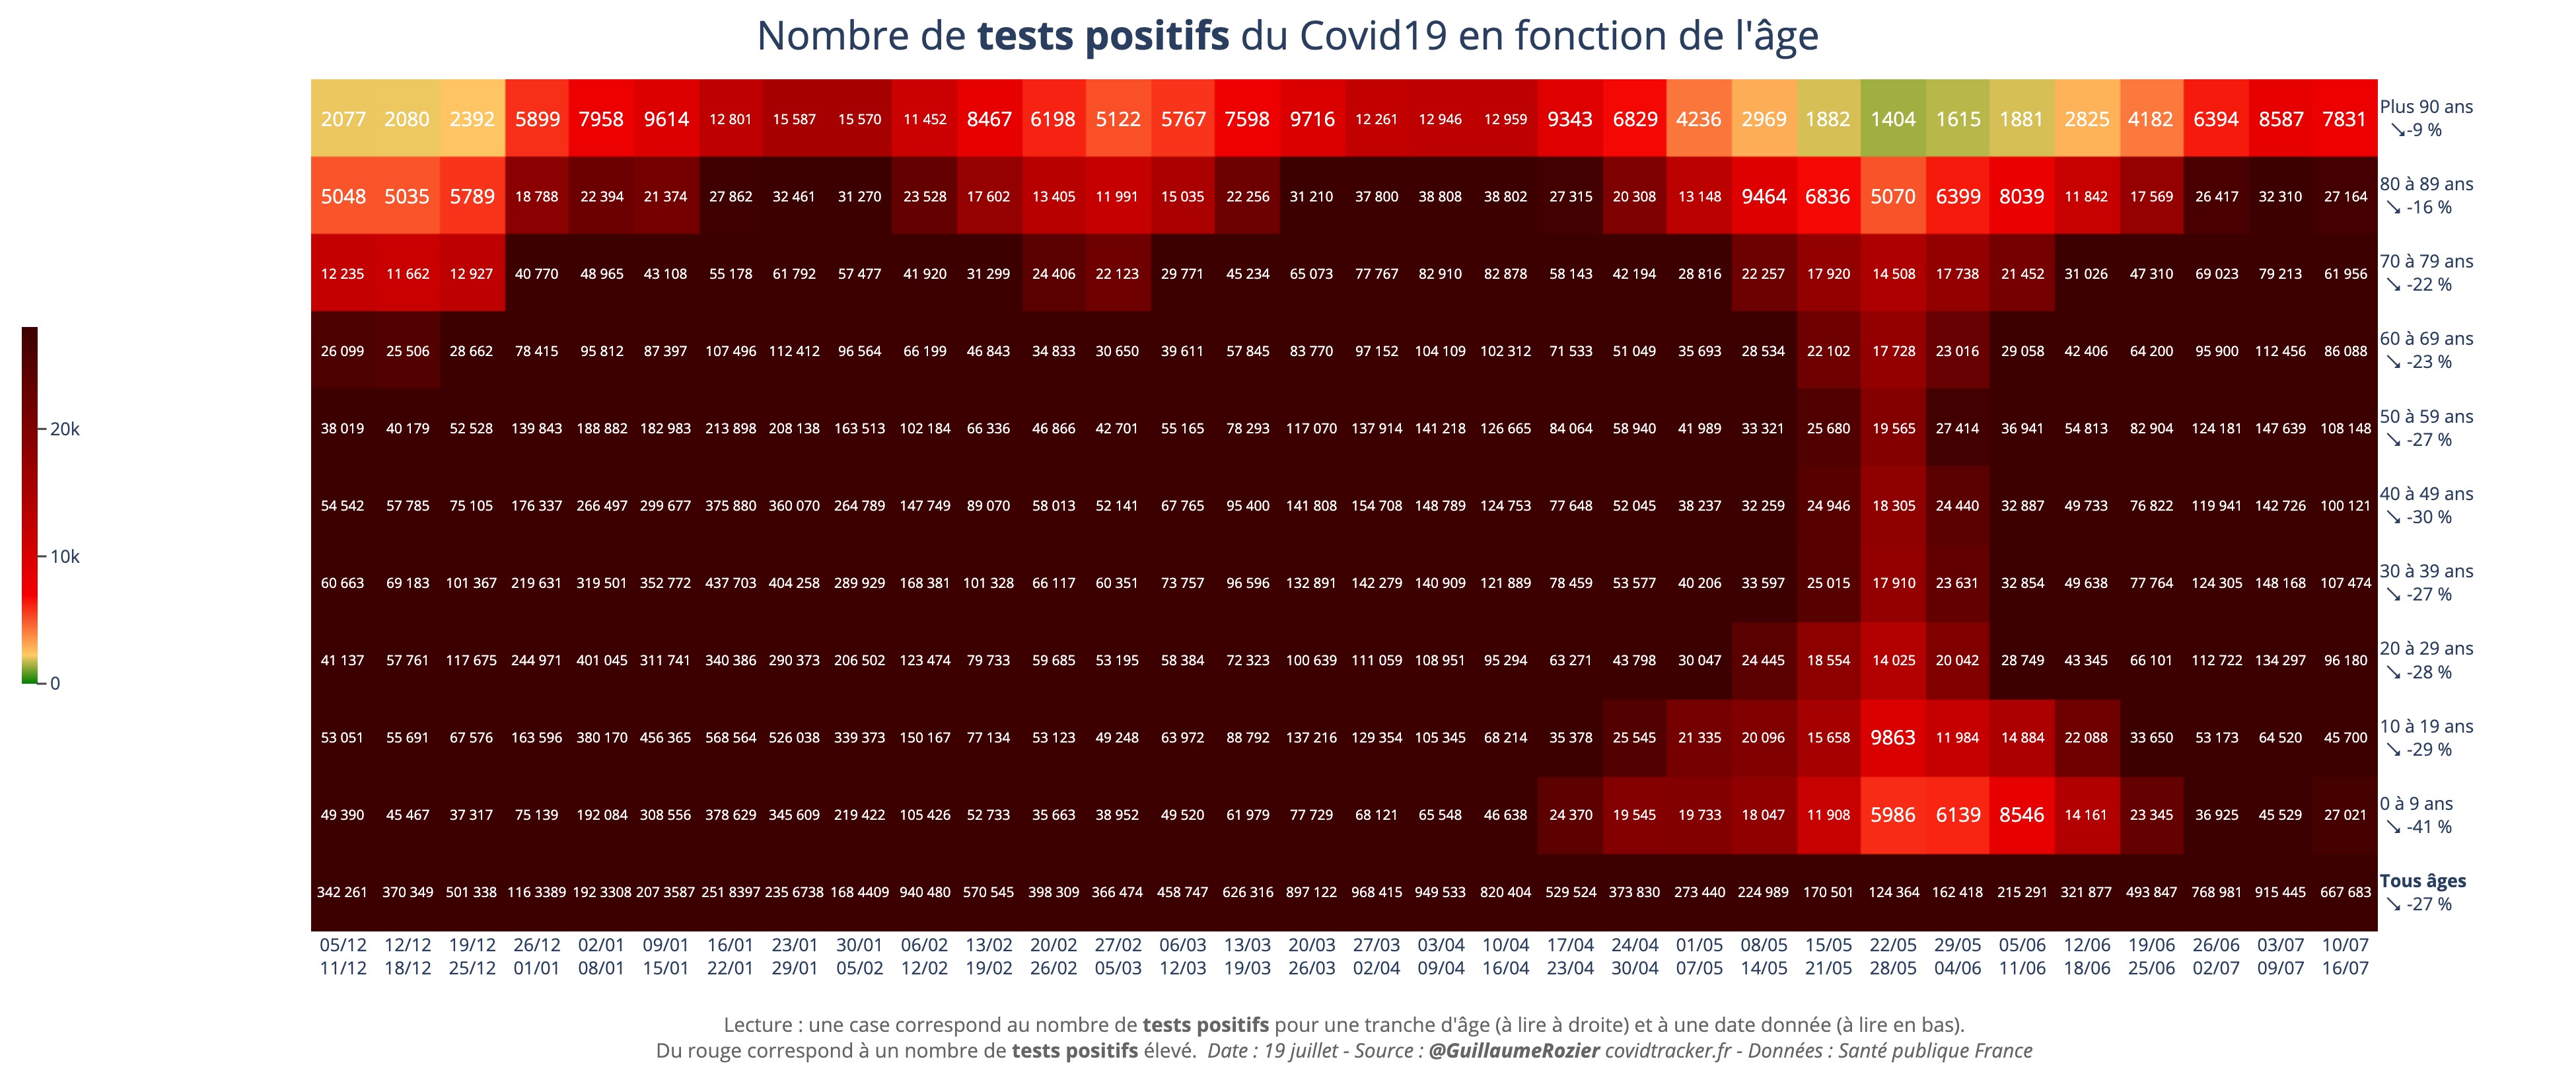 Nombre de tests positifs du Covid19 en fonction de l'âge
2077 2080 2392 5899 7958 9614 12 801 15 587 15 570 11 452 8467 6198 5122 5767 7598 9716 12 261 12 946 12 959 9343 6829 4236 2969 1882 1404 1615 1881 2825 4182 6394 8587 7831 Plus 90 ans
↘-9 %
5048 5035 5789 18 788 22 394 21 374 27 862 32 461 31 270 23 528 17 602 13 405 11 991 15 035 22 256 31 210 37 800 38 808 38 802 27 315 20 308 13 148 9464 6836 5070 6399 8039 11 842 17 569 26 417 32 310 27 164 80 à 89 ans
↘ -16 %
12 235 11 662 12 927 40 770 48 965 43 108 55 178 61 792 57 477 41 920 31 299 24 406 22 123 29 771 45 234 65 073 77 767 82 910 82 878 58 143 42 194 28 816 22 257 17 920 14 508 17 738 21 452 31 026 47 310 69 023 79 213 61 956 70 à 79 ans
↘ -22 %
26 099 25 506 28 662 78 415 95 812 87 397 107 496 112 412 96 564 66 199 46 843 34 833 30 650 39 611 57 845 83 770 97 152 104 109 102 312 71 533 51 049 35 693 28 534 22 102 17 728 23 016 29 058 42 406 64 200 95 900 112 456 86 088 60 à 69 ans
↘ -23 %
38 019 40 179 52 528 139 843 188 882 182 983 213 898 208 138 163 513 102 184 66 336 46 866 42 701 55 165 78 293 117 070 137 914 141 218 126 665 84 064 58 940 41 989 33 321 25 680 19 565 27 414 36 941 54 813 82 904 124 181 147 639 108 148 50 à 59 ans
↘ -27 %
54 542 57 785 75 105 176 337 266 497 299 677 375 880 360 070 264 789 147 749 89 070 58 013 52 141 67 765 95 400 141 808 154 708 148 789 124 753 77 648 52 045 38 237 32 259 24 946 18 305 24 440 32 887 49 733 76 822 119 941 142 726 100 121 40 à 49 ans
↘ -30 %
60 663 69 183 101 367 219 631 319 501 352 772 437 703 404 258 289 929 168 381 101 328 66 117 60 351 73 757 96 596 132 891 142 279 140 909 121 889 78 459 53 577 40 206 33 597 25 015 17 910 23 631 32 854 49 638 77 764 124 305 148 168 107 474 30 à 39 ans
↘ -27 %
41 137 57 761 117 675 244 971 401 045 311 741 340 386 290 373 206 502 123 474 79 733 59 685 53 195 58 384 72 323 100 639 111 059 108 951 95 294 63 271 43 798 30 047 24 445 18 554 14 025 20 042 28 749 43 345 66 101 112 722 134 297 96 180 20 à 29 ans
↘ -28 %
53 051 55 691 67 576 163 596 380 170 456 365 568 564 526 038 339 373 150 167 77 134 53 123 49 248 63 972 88 792 137 216 129 354 105 345 68 214 35 378 25 545 21 335 20 096 15 658 9863 11 984 14 884 22 088 33 650 53 173 64 520 45 700 10 à 19 ans
↘ -29 %
49 390 45 467 37 317 75 139 192 084 308 556 378 629 345 609 219 422 105 426 52 733 35 663 38 952 49 520 61 979 77 729 68 121 65 548 46 638 24 370 19 545 19 733 18 047 11 908 5986 6139 8546 14 161 23 345 36 925 45 529 27 021 0 à 9 ans
↘ -41 %
342 261 370 349 501 338 116 3389 192 3308 207 3587 251 8397 235 6738 168 4409 940 480 570 545 398 309 366 474 458 747 626 316 897 122 968 415 949 533 820 404 529 524 373 830 273 440 224 989 170 501 124 364 162 418 215 291 321 877 493 847 768 981 915 445 667 683 Tous âges
↘ -27 %
20k
10k
0
05/12 12/12 19/12 26/12 02/01 09/01 16/01 23/01 30/01 06/02 13/02 20/02 27/02 06/03 13/03 20/03 27/03 03/04 10/04 17/04 24/04 01/05 08/05 15/05 22/05 29/05 05/06 12/06 19/06 26/06 03/07 10/07
11/12 18/12 25/12 01/01 08/01 15/01 22/01 29/01 05/02 12/02 19/02 26/02 05/03 12/03 19/03 26/03 02/04 09/04 16/04 23/04 30/04 07/05 14/05 21/05 28/05 04/06 11/06 18/06 25/06 02/07 09/07 16/07
Lecture : une case correspond au nombre de tests positifs pour une tranche d'âge (à lire à droite) et à une date donnée (à lire en bas).
Du rouge correspond à un nombre de tests positifs élevé. Date : 19 juillet - Source : @GuillaumeRozier covidtracker.fr - Données : Santé publique France